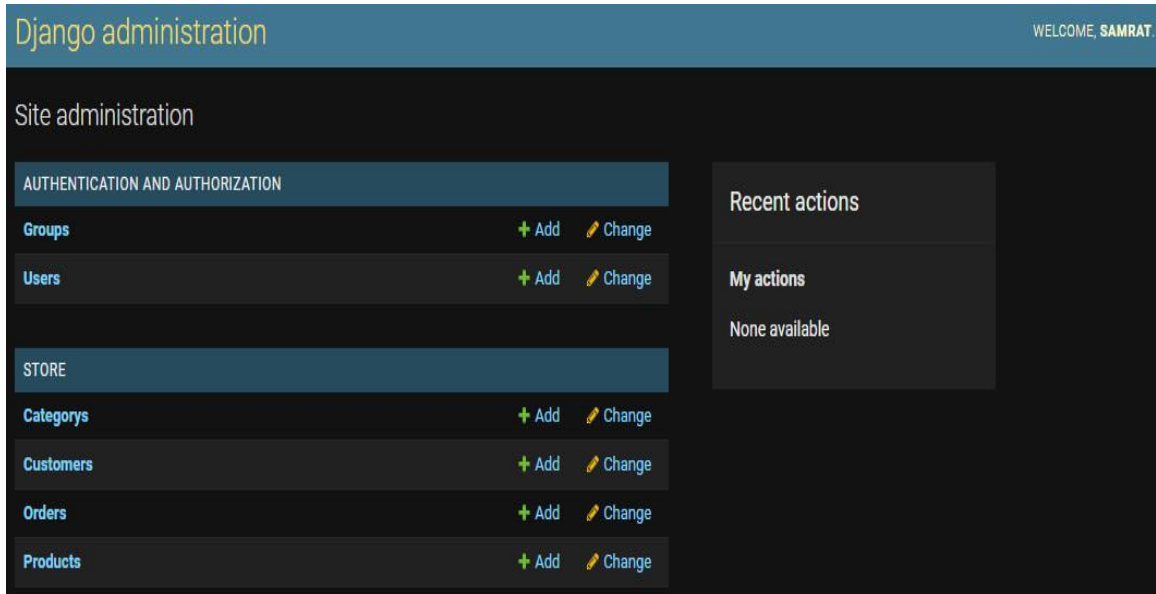 Django administration
WELCOME, SAMRAT.
Site administration
AUTHENTICATION AND AUTHORIZATION
Groups + Add Change
Users + Add Change
STORE
Categorys + Add Change
Customers + Add Change
Orders + Add Change
Products + Add Change
Recent actions
My actions
None available